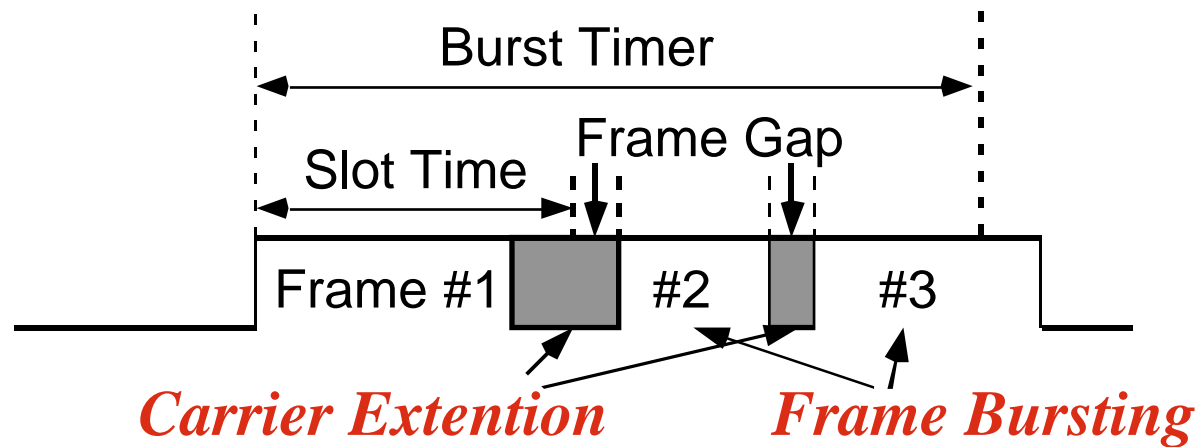 Burst Timer
Frame Gap
Slot Time
Frame #1
#2
#3
Carrier Extention
Frame Bursting